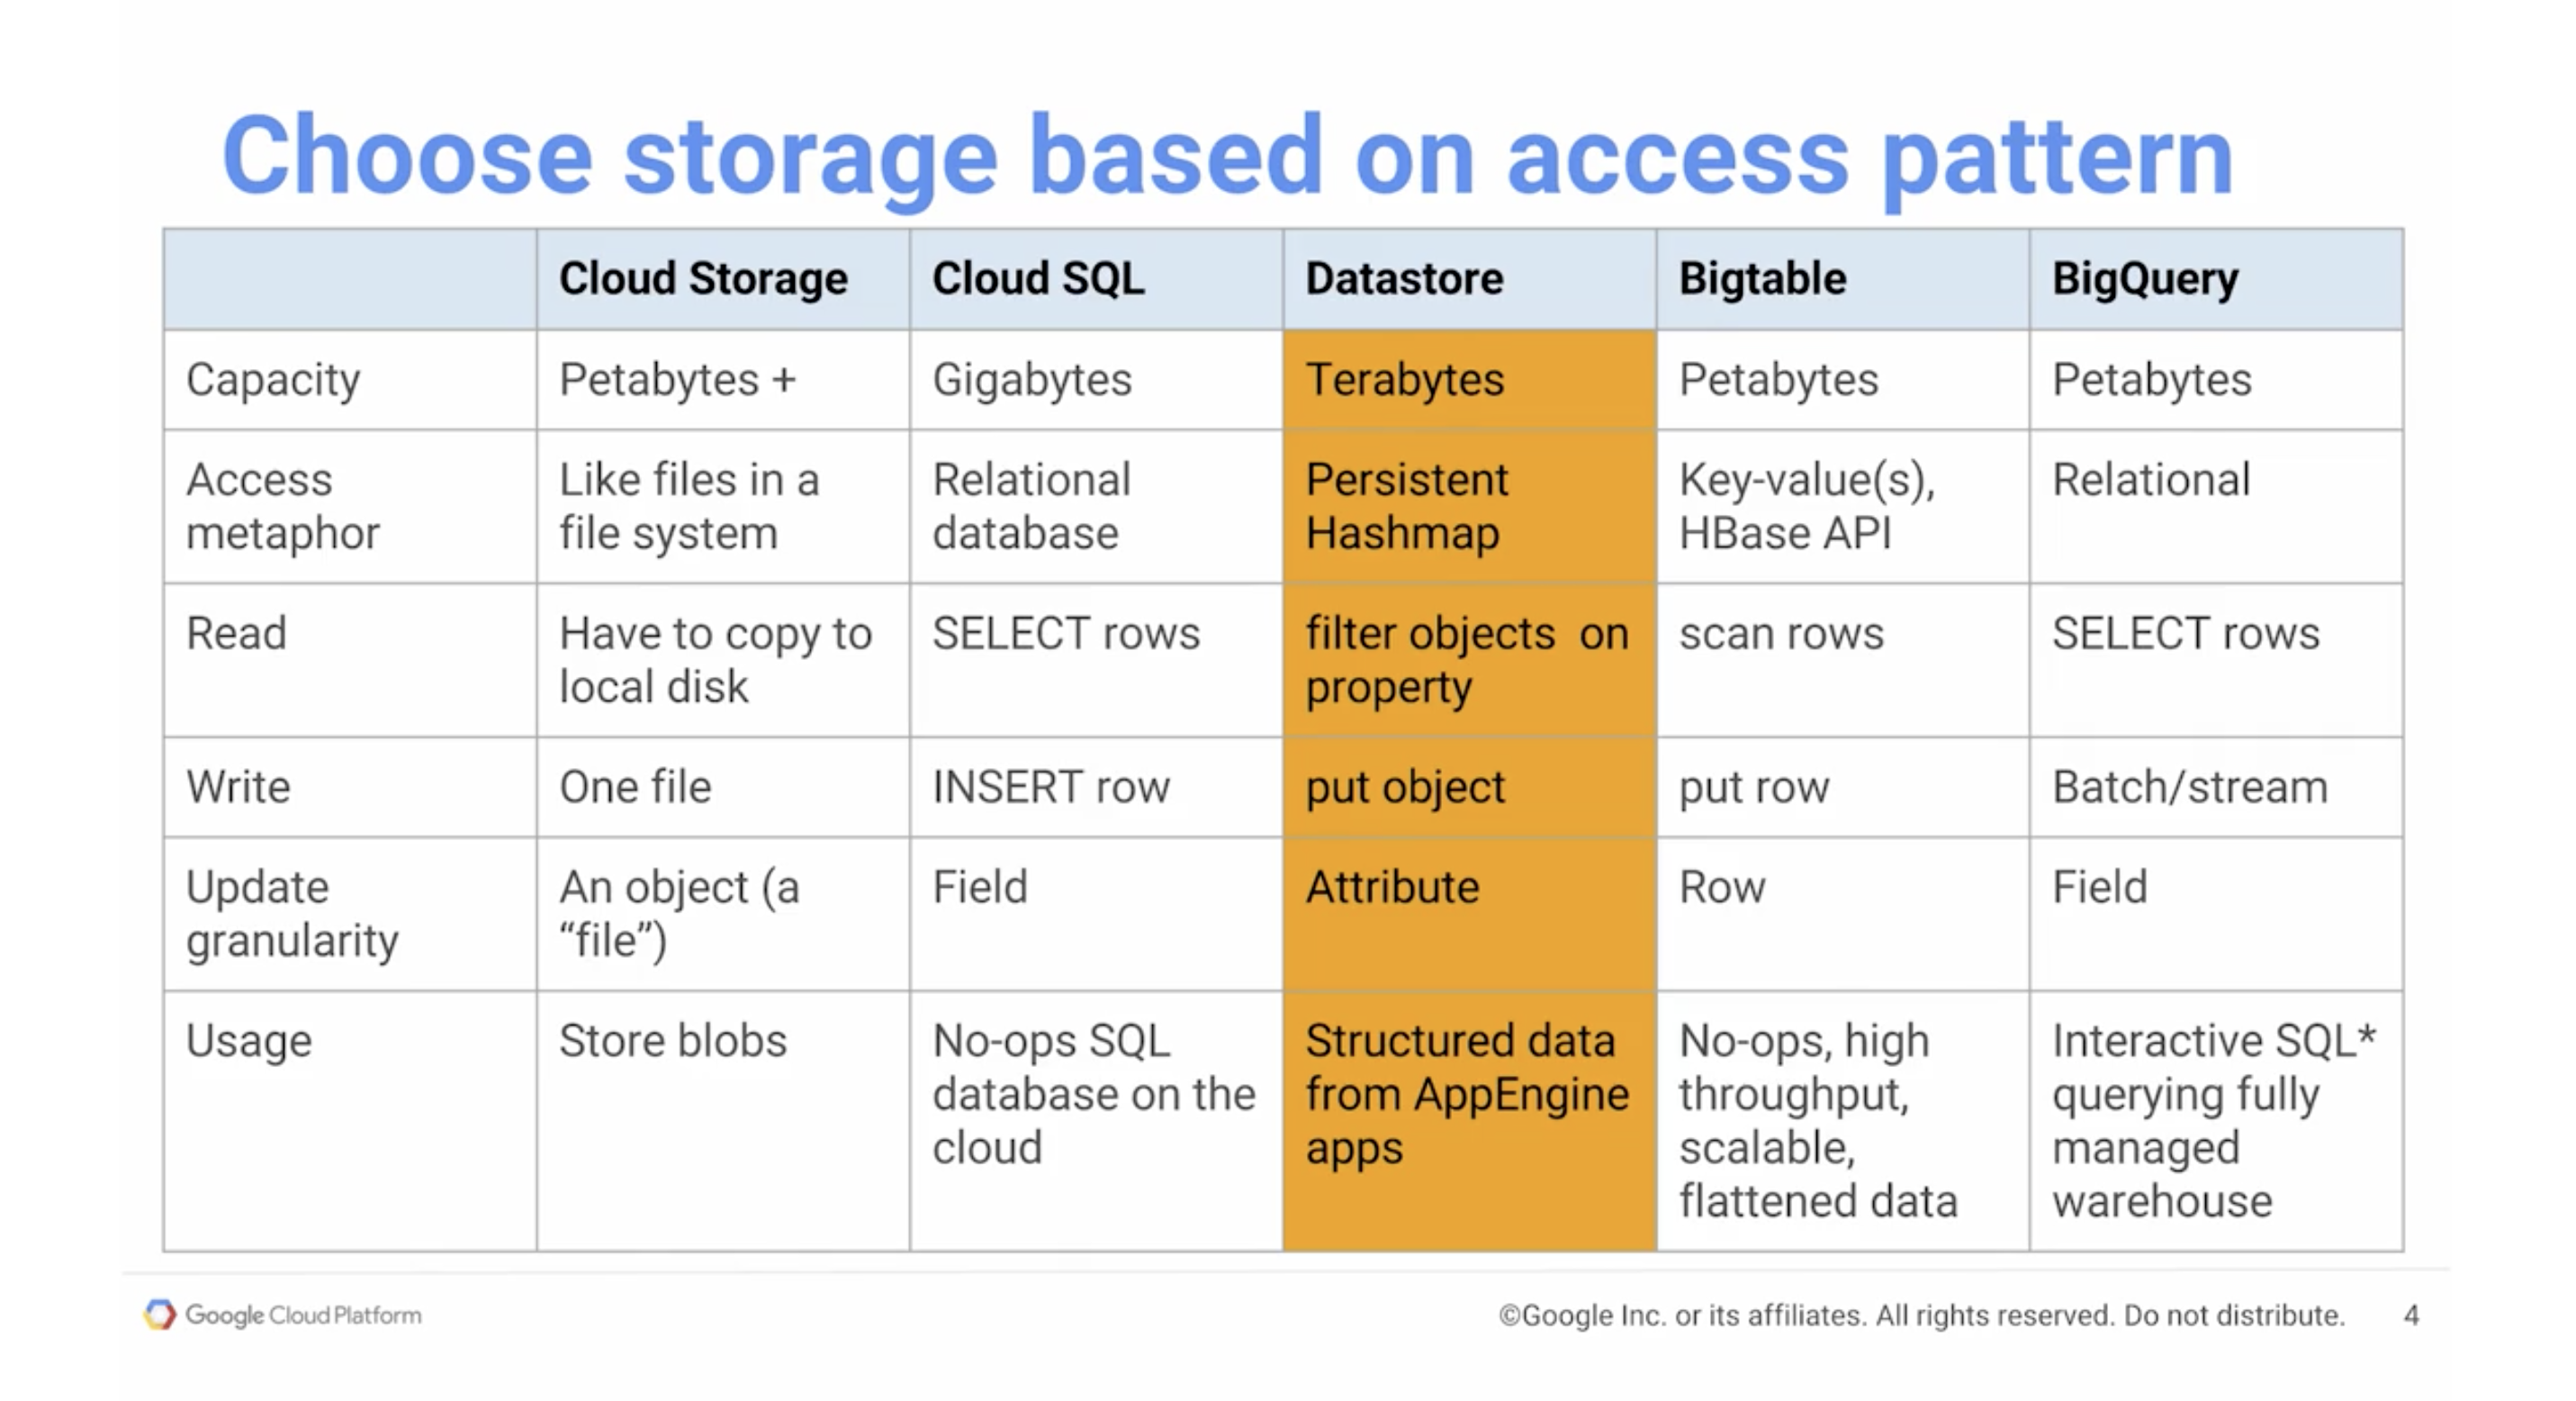 Choose storage based on access pattern
Cloud Storage Cloud SQL Datastore Bigtable BigQuery
Capacity Petabytes + Gigabytes Terabytes Petabytes Petabytes
Access metaphor
Like files in a file system
Relational database
Persistent Hashmap
Key-value(s), HBase API
Relational
Read
Have to copy to local disk
SELECT rows
filter objects on property
scan rows
SELECT rows
Write One file INSERT row put object put row Batch/stream
Update granularity
An object (a “file”)
Field
Attribute
Row
Field
Usage
Store blobs
No-ops SQL database on the cloud
Structured data from AppEngine apps
No-ops, high throughput, scalable, flattened data
Interactive SQL* querying fully managed warehouse
Google Cloud Platform
©Google Inc. or its affiliates. All rights reserved. Do not distribute. 4